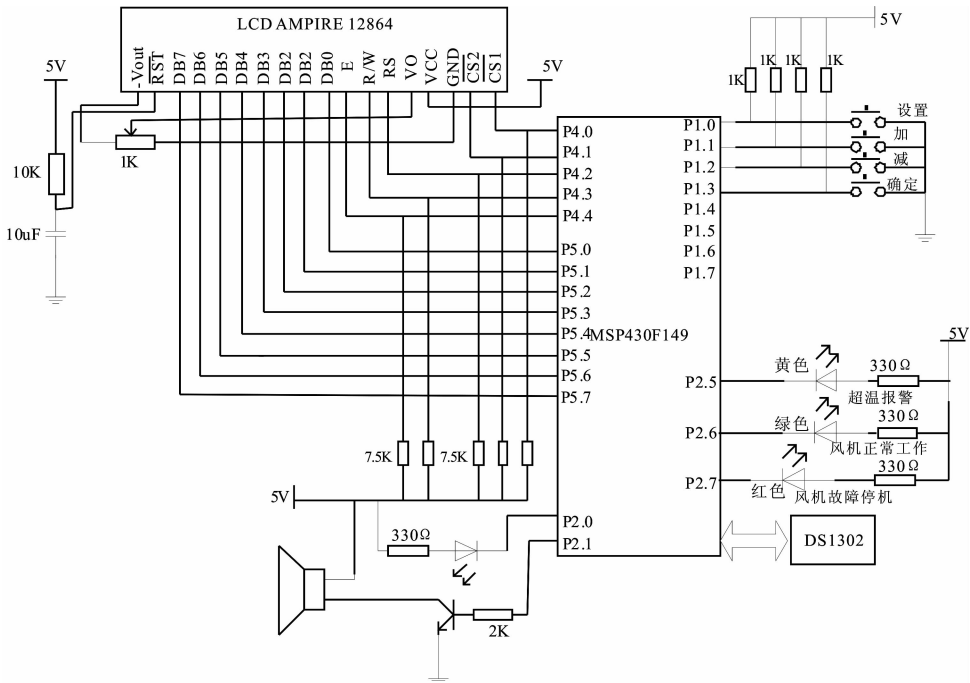 LCD AMPIRE 12864
-Vout
RST
DB7
DB6
DB5
DB4
DB3
DB2
DB2
DB0
E
R/W
RS
VO
VCC
GND
CS2
CS1
5V
5V
5V
1K
1K
1K
1K
1K
10K
10uF
P4.0
P4.1
P4.2
P4.3
P4.4
P5.0
P5.1
P5.2
P5.3
P5.4
P5.5
P5.6
P5.7
MSP430F149
P1.0
P1.1
P1.2
P1.3
P1.4
P1.5
P1.6
P1.7
设置
加
减
确定
P2.5
P2.6
P2.7
5V
黄色
330Ω
超温报警
绿色
330Ω
风机正常工作
330Ω
红色
风机故障停机
7.5K
7.5K
5V
P2.0
P2.1
330Ω
2K
DS1302